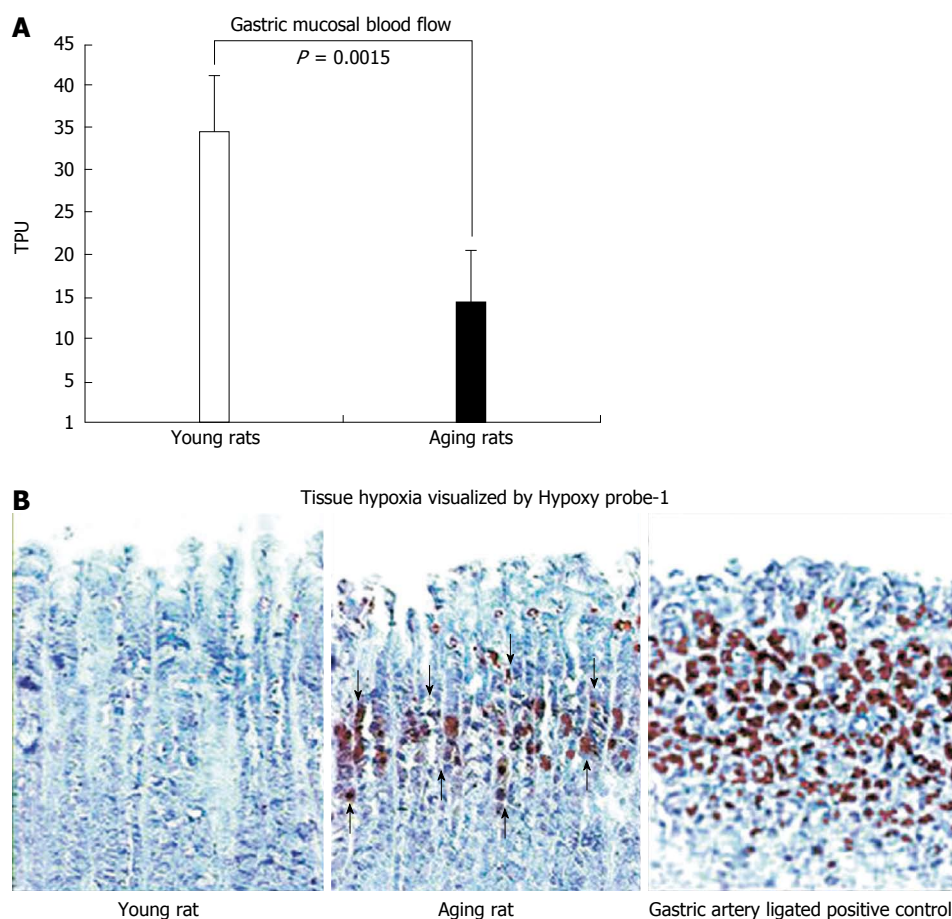 A
Gastric mucosal blood flow
P = 0.0015
TPU
45
40
35
30
25
20
15
10
5
1
Young rats
Aging rats
B
Tissue hypoxia visualized by Hypoxy probe-1
Young rat
Aging rat
Gastric artery ligated positive control